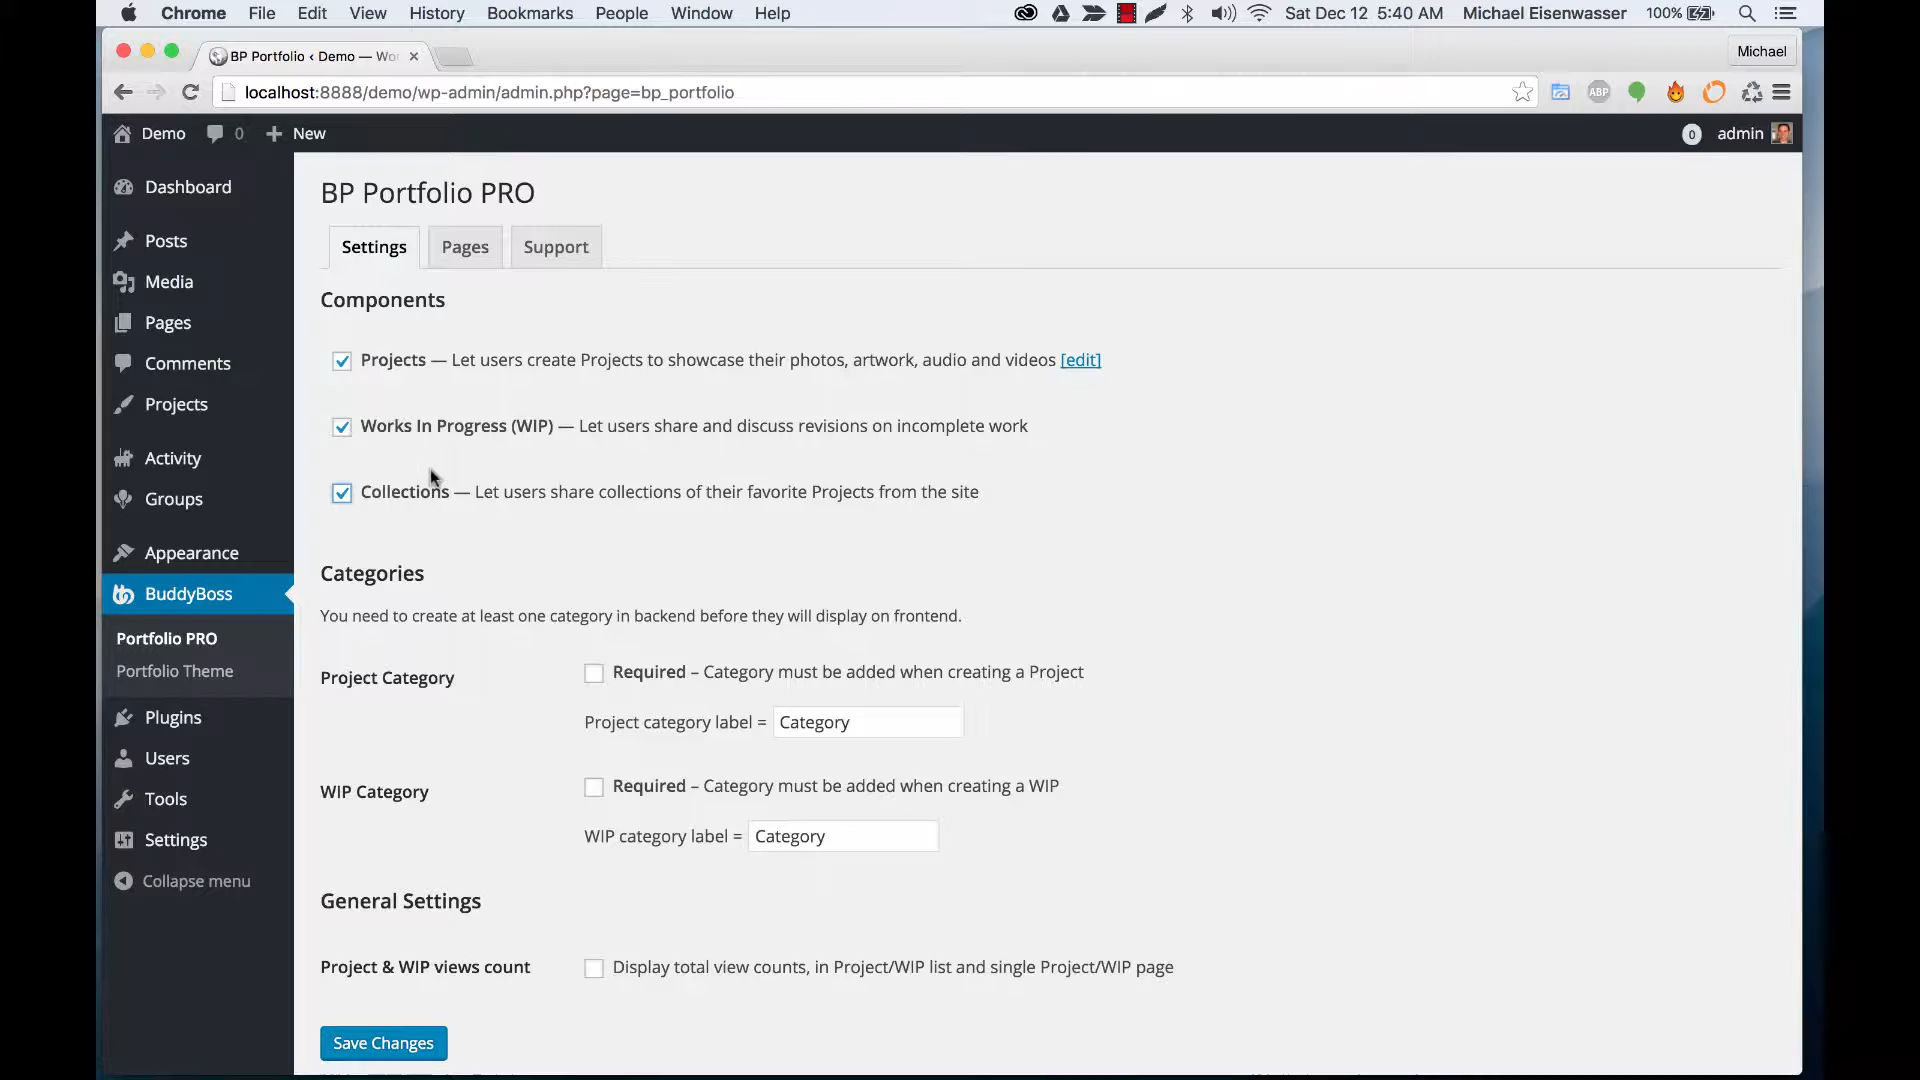 Chrome File Edit View History Bookmarks People Window Help Sat Dec 12 5:40 AM Michael Eisenwasser 100%
BP Portfolio ‹ Demo — Wor Michael
localhost:8888/demo/wp-admin/admin.php?page=bp_portfolio ABP
Demo 0 New 0 admin
Dashboard
Posts
Media
Pages
Comments
Projects
Activity
Groups
Appearance
BuddyBoss
Portfolio PRO
Portfolio Theme
Plugins
Users
Tools
Settings
Collapse menu
BP Portfolio PRO
Settings Pages Support
Components
Projects — Let users create Projects to showcase their photos, artwork, audio and videos [edit]
Works In Progress (WIP) — Let users share and discuss revisions on incomplete work
Collections — Let users share collections of their favorite Projects from the site
Categories
You need to create at least one category in backend before they will display on frontend.
Project Category Required – Category must be added when creating a Project
Project category label = Category
WIP Category Required – Category must be added when creating a WIP
WIP category label = Category
General Settings
Project & WIP views count Display total view counts, in Project/WIP list and single Project/WIP page
Save Changes